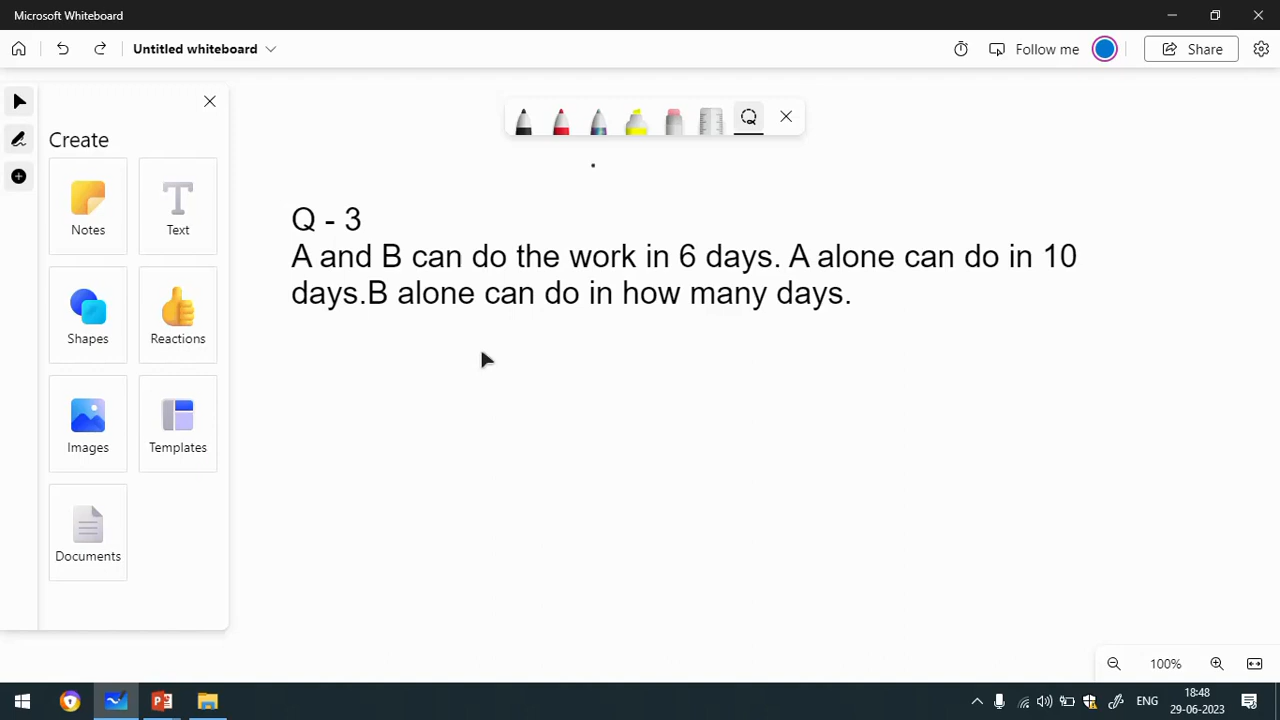 Microsoft Whiteboard
Untitled whiteboard
Follow me
Share
Create
Notes
Text
Shapes
Reactions
Images
Templates
Documents
Q - 3
A and B can do the work in 6 days. A alone can do in 10
days.B alone can do in how many days.
100%
ENG
18:48
29-06-2023